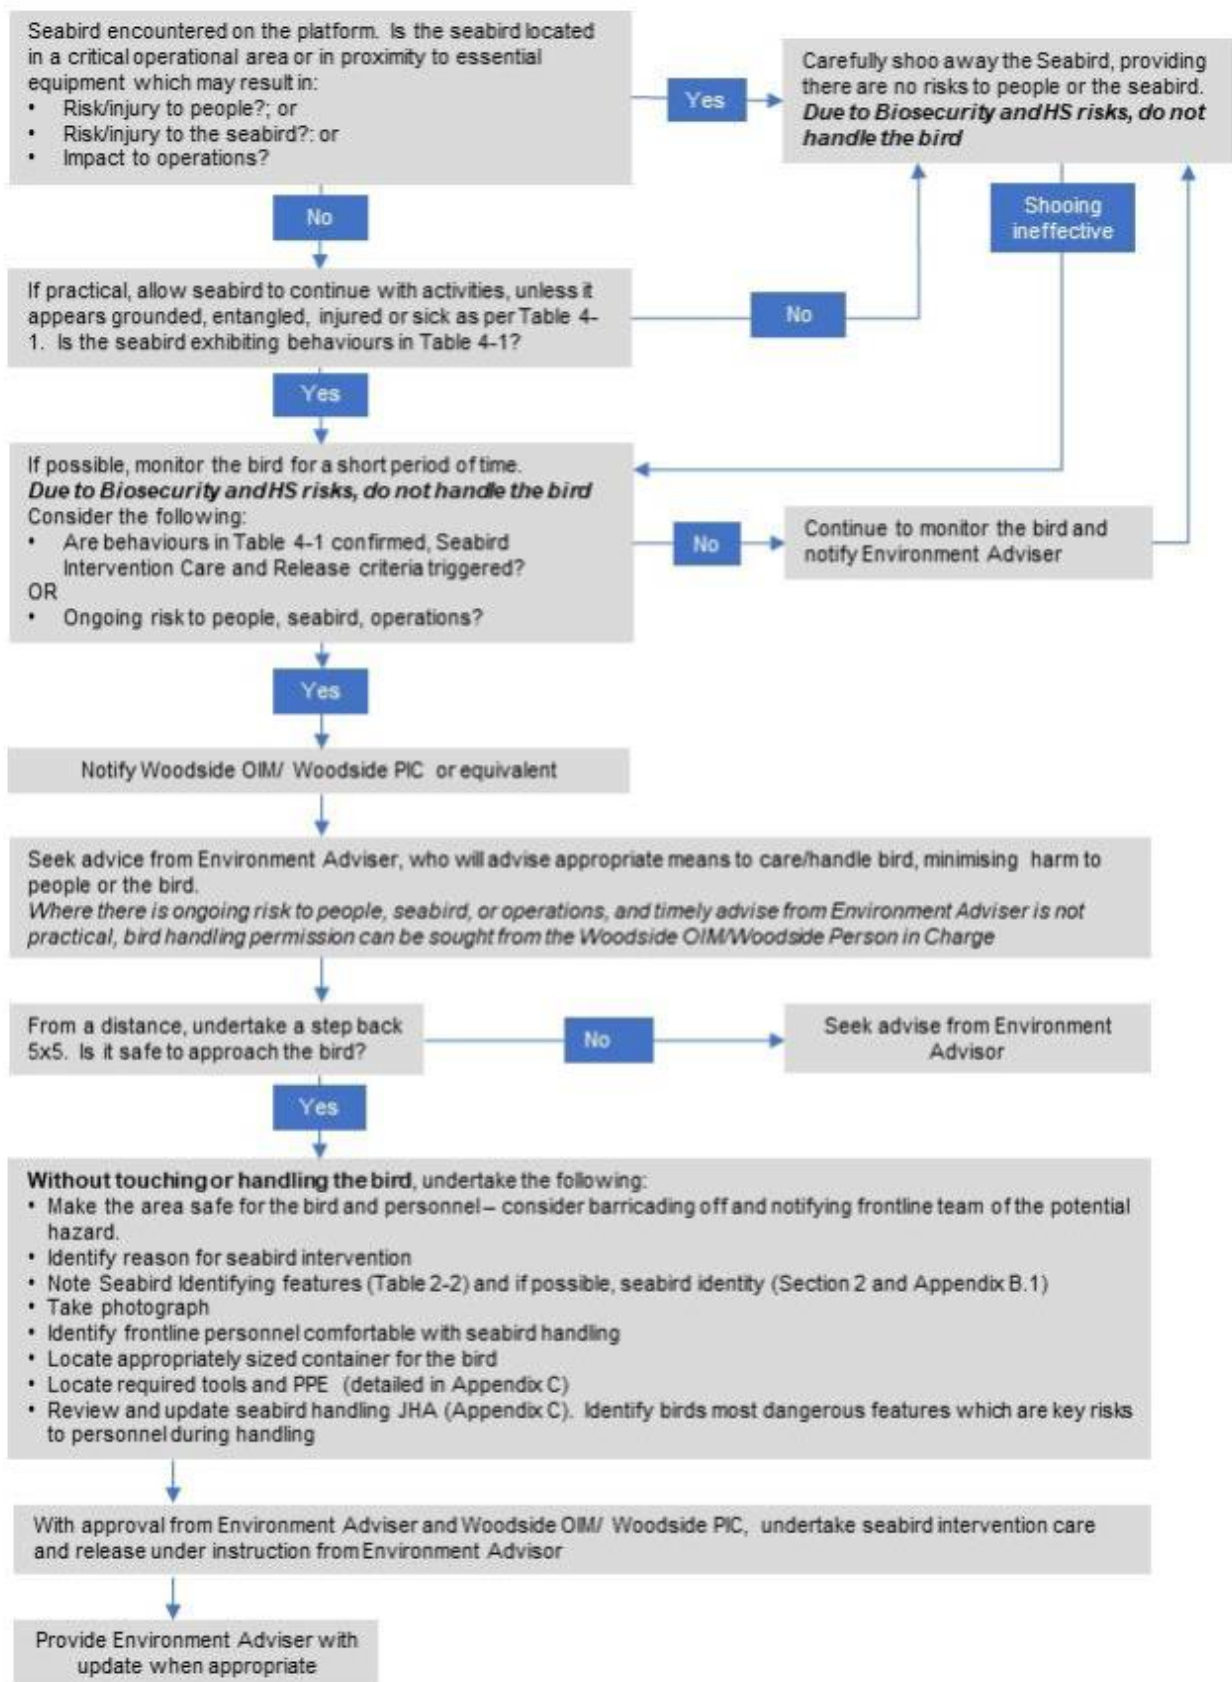 Seabird encountered on the platform. Is the seabird located
in a critical operational area or in proximity to essential
equipment which may result in:
• Risk/injury to people?; or
• Risk/injury to the seabird?: or
• Impact to operations?
Yes
Carefully shoo away the Seabird, providing
there are no risks to people or the seabird.
Due to Biosecurity and HS risks, do not
handle the bird
No
Shooing
ineffective
If practical, allow seabird to continue with activities, unless it
appears grounded, entangled, injured or sick as per Table 4-
1. Is the seabird exhibiting behaviours in Table 4-1?
No
Yes
If possible, monitor the bird for a short period of time.
Due to Biosecurity and HS risks, do not handle the bird
Consider the following:
• Are behaviours in Table 4-1 confirmed, Seabird
Intervention Care and Release criteria triggered?
OR
• Ongoing risk to people, seabird, operations?
No
Continue to monitor the bird and
notify Environment Adviser
Yes
Notify Woodside OIM/ Woodside PIC or equivalent
Seek advice from Environment Adviser, who will advise appropriate means to care/handle bird, minimising harm to
people or the bird.
Where there is ongoing risk to people, seabird, or operations, and timely advise from Environment Adviser is not
practical, bird handling permission can be sought from the Woodside OIM/Woodside Person in Charge
From a distance, undertake a step back
5x5. Is it safe to approach the bird?
No
Seek advise from Environment
Advisor
Yes
Without touching or handling the bird, undertake the following:
• Make the area safe for the bird and personnel – consider barricading off and notifying frontline team of the potential
hazard.
• Identify reason for seabird intervention
• Note Seabird Identifying features (Table 2-2) and if possible, seabird identity (Section 2 and Appendix B.1)
• Take photograph
• Identify frontline personnel comfortable with seabird handling
• Locate appropriately sized container for the bird
• Locate required tools and PPE (detailed in Appendix C)
• Review and update seabird handling JHA (Appendix C). Identify birds most dangerous features which are key risks
to personnel during handling
With approval from Environment Adviser and Woodside OIM/ Woodside PIC, undertake seabird intervention care
and release under instruction from Environment Advisor
Provide Environment Adviser with
update when appropriate